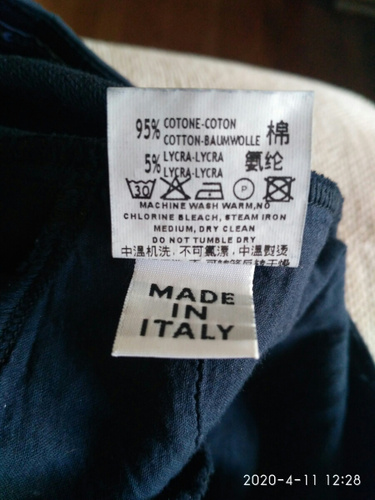 95% COTONE-COTON 棉
COTTON-BAUMWOLLE
5% LYCRA-LYCRA 氨纶
LYCRA-LYCRA
30 P
MACHINE WASH WARM,NO
CHLORINE BLEACH, STEAM IRON
MEDIUM, DRY CLEAN
DO NOT TUMBLE DRY
中温机洗, 不可氯漂, 中温熨烫
MADE
IN
ITALY
2020-4-11 12:28